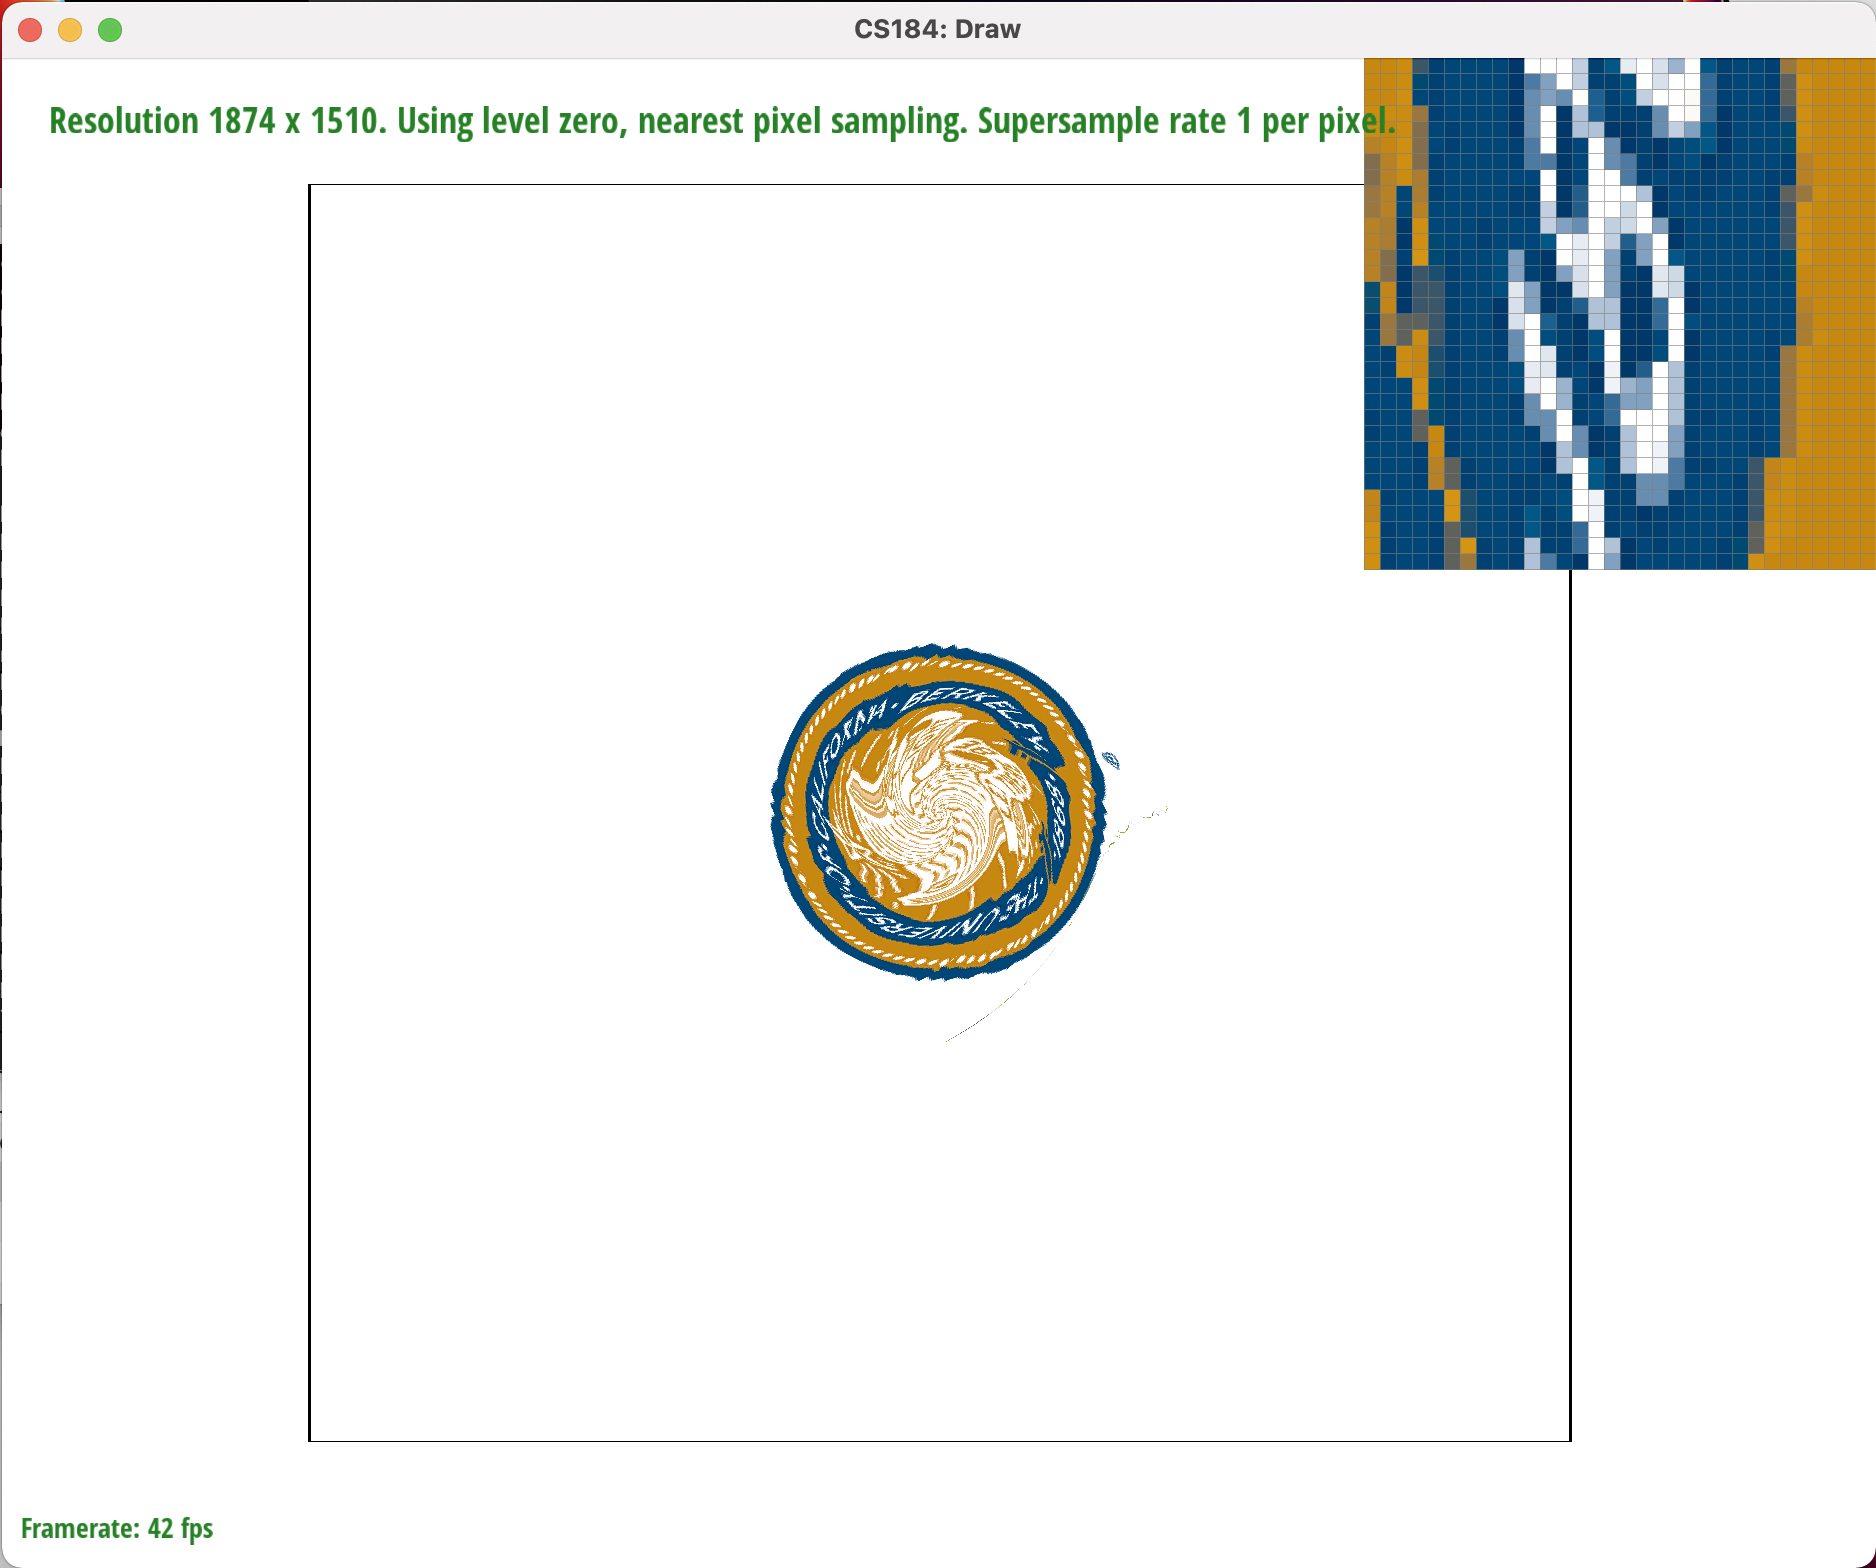 CS184: Draw
Resolution 1874 x 1510. Using level zero, nearest pixel sampling. Supersample rate 1 per pixel.
THE UNIVERSITY OF CALIFORNIA · BERKELEY ·
Framerate: 42 fps